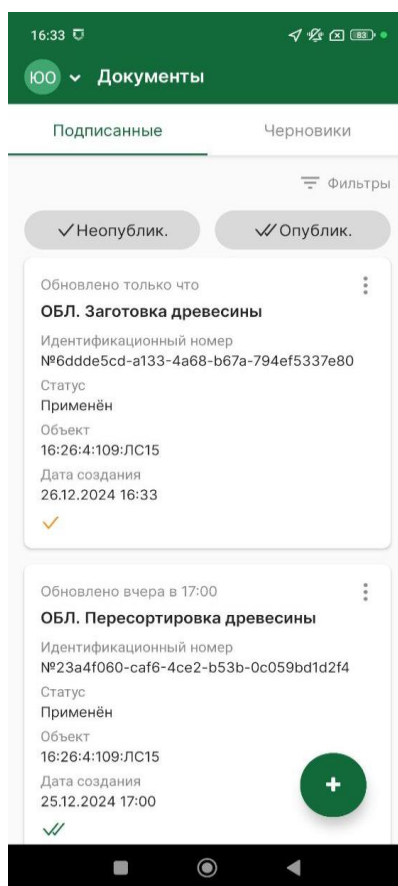 16:33
83
ЮО Документы
Подписанные Черновики
Фильтры
Неопублик. Опублик.
Обновлено только что
ОБЛ. Заготовка древесины
Идентификационный номер
№6ddde5cd-a133-4a68-b67a-794ef5337e80
Статус
Применён
Объект
16:26:4:109:ЛС15
Дата создания
26.12.2024 16:33
Обновлено вчера в 17:00
ОБЛ. Пересортировка древесины
Идентификационный номер
№23a4f060-caf6-4ce2-b53b-0c059bd1d2f4
Статус
Применён
Объект
16:26:4:109:ЛС15
Дата создания
25.12.2024 17:00